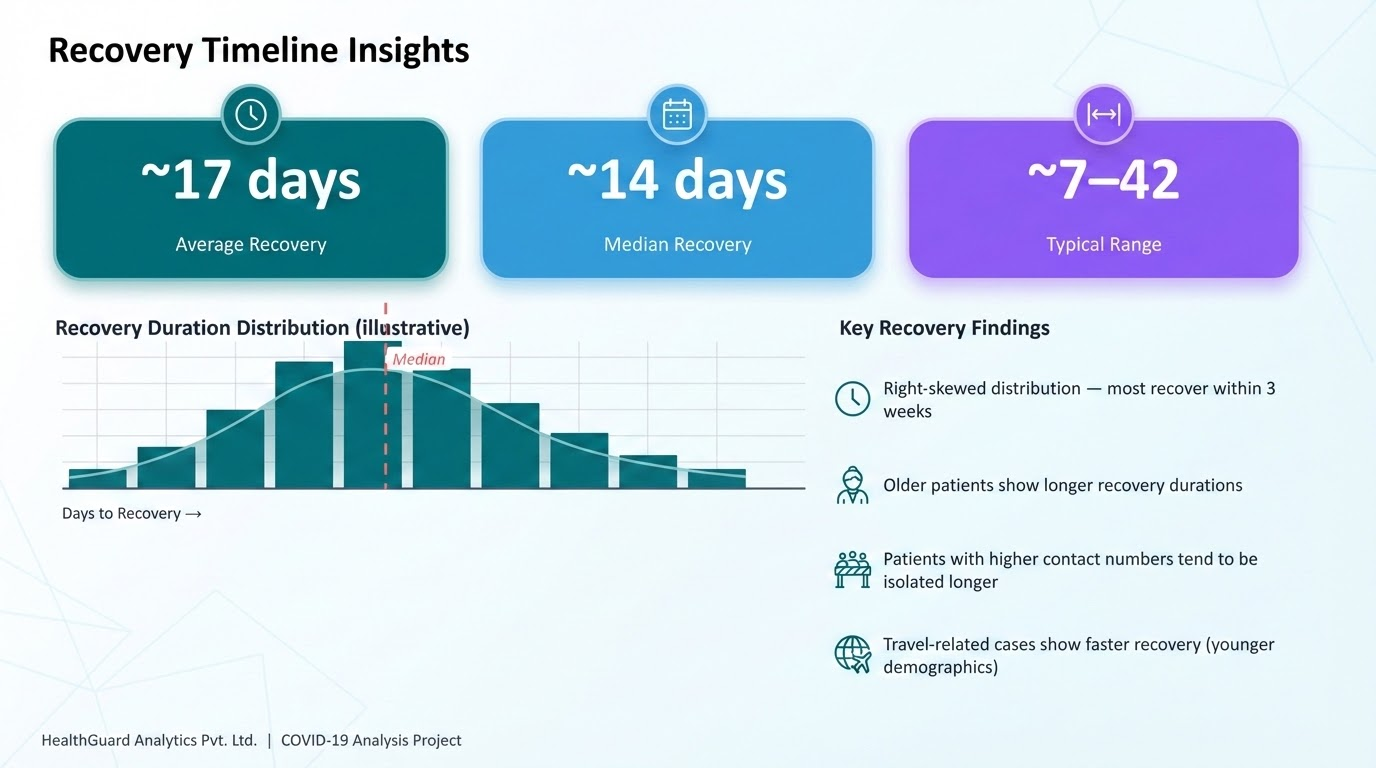 Recovery Timeline Insights
~17 days
Average Recovery
~14 days
Median Recovery
~7–42
Typical Range
Recovery Duration Distribution (illustrative)
Median
Days to Recovery →
Key Recovery Findings
Right-skewed distribution — most recover within 3
weeks
Older patients show longer recovery durations
Patients with higher contact numbers tend to be
isolated longer
Travel-related cases show faster recovery (younger
demographics)
HealthGuard Analytics Pvt. Ltd. | COVID-19 Analysis Project